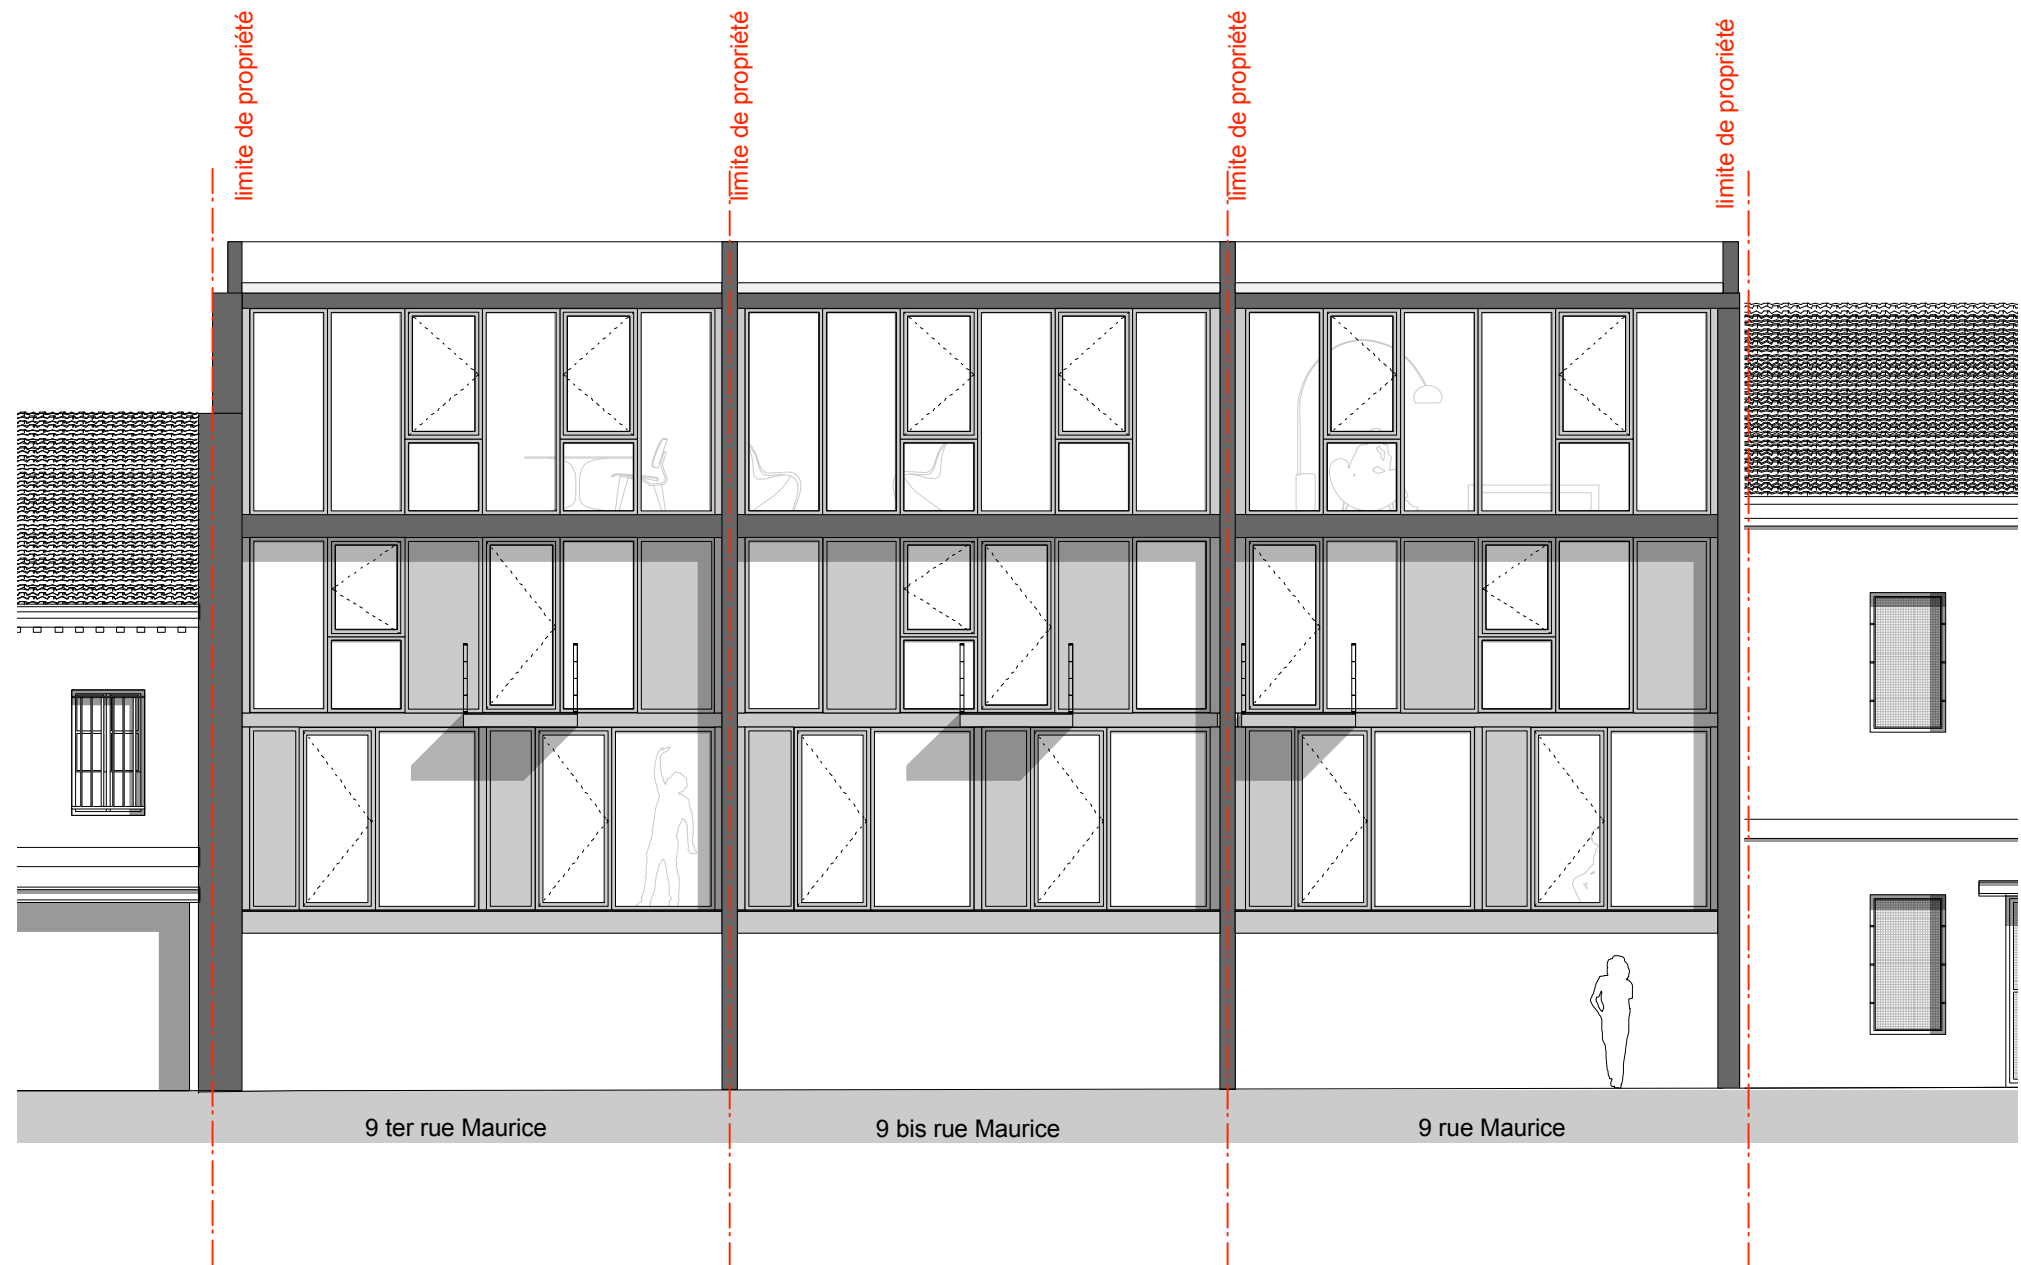 limite de propriété
limite de propriété
limite de propriété
limite de propriété
9 ter rue Maurice
9 bis rue Maurice
9 rue Maurice